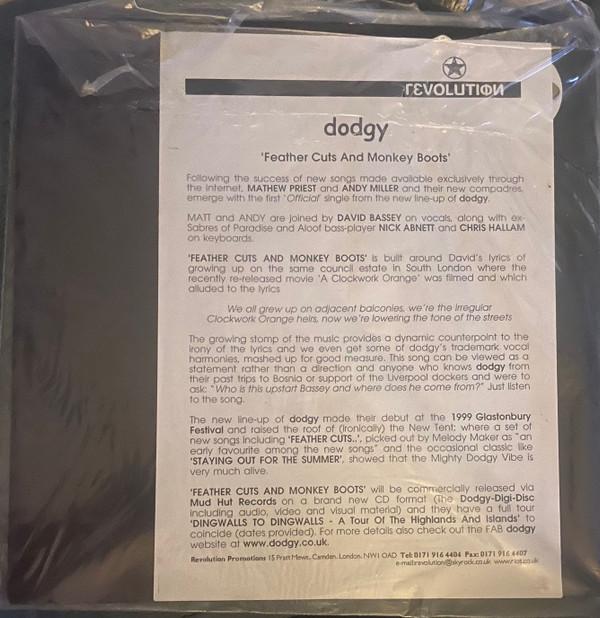 ΓEVOLUTIФИ
dodgy
'Feather Cuts And Monkey Boots'
Following the success of new songs made available exclusively through
the internet, MATHEW PRIEST and ANDY MILLER and their new compadres,
emerge with the first 'Official' single from the new line-up of dodgy.
MATT and ANDY are joined by DAVID BASSEY on vocals, along with ex-
Sabres of Paradise and Aloof bass-player NICK ABNETT and CHRIS HALLAM
on keyboards.
'FEATHER CUTS AND MONKEY BOOTS' is built around David's lyrics of
growing up on the same council estate in South London where the
recently re-released movie 'A Clockwork Orange' was filmed and which
alluded to the lyrics
We all grew up on adjacent balconies, we're the irregular
Clockwork Orange heirs, now we're lowering the tone of the streets
The growing stomp of the music provides a dynamic counterpoint to the
irony of the lyrics and we even get some of dodgy's trademark vocal
harmonies, mashed up for good measure. This song can be viewed as a
statement rather than a direction and anyone who knows dodgy from
their past trips to Bosnia or support of the Liverpool dockers and were to
ask: "Who is this upstart Bassey and where does he come from?" Just listen
to the song.
The new line-up of dodgy made their debut at the 1999 Glastonbury
Festival and raised the roof of (ironically) the New Tent; where a set of
new songs including 'FEATHER CUTS..', picked out by Melody Maker as "an
early favourite among the new songs" and the occasional classic like
'STAYING OUT FOR THE SUMMER', showed that the Mighty Dodgy Vibe is
very much alive.
'FEATHER CUTS AND MONKEY BOOTS' will be commercially released via
Mud Hut Records on a brand new CD format (The Dodgy-Digi-Disc
including audio, video and visual material) and they have a full tour
'DINGWALLS TO DINGWALLS - A Tour Of The Highlands And Islands' to
coincide (dates provided). For more details also check out the FAB dodgy
website at www.dodgy.co.uk.
Revolution Promotions 15 Pratt Mews, Camden, London, NW1 OAD Tel: 0171 916 4404 Fax: 0171 916 4407
e-mail:revolution@skyrock.co.uk www.riot.co.uk